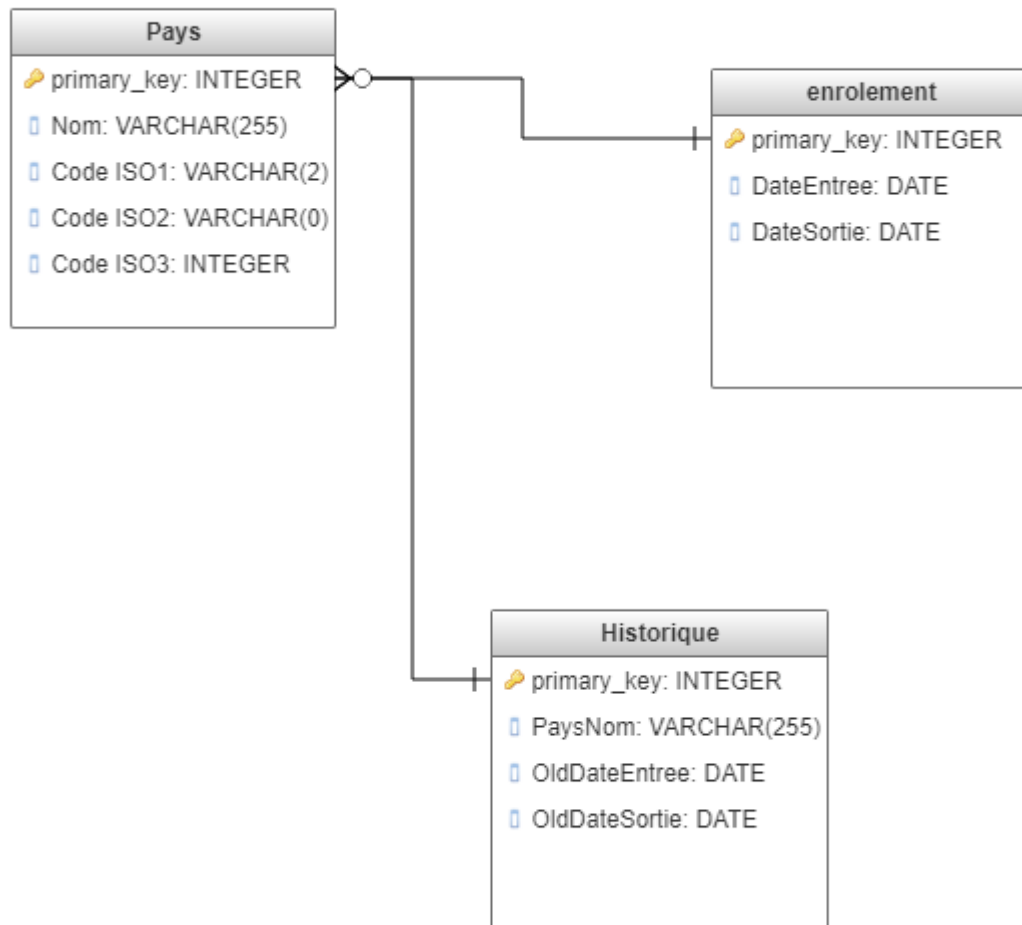 Pays
primary_key: INTEGER
Nom: VARCHAR(255)
Code ISO1: VARCHAR(2)
Code ISO2: VARCHAR(0)
Code ISO3: INTEGER
enrolement
primary_key: INTEGER
DateEntree: DATE
DateSortie: DATE
Historique
primary_key: INTEGER
PaysNom: VARCHAR(255)
OldDateEntree: DATE
OldDateSortie: DATE